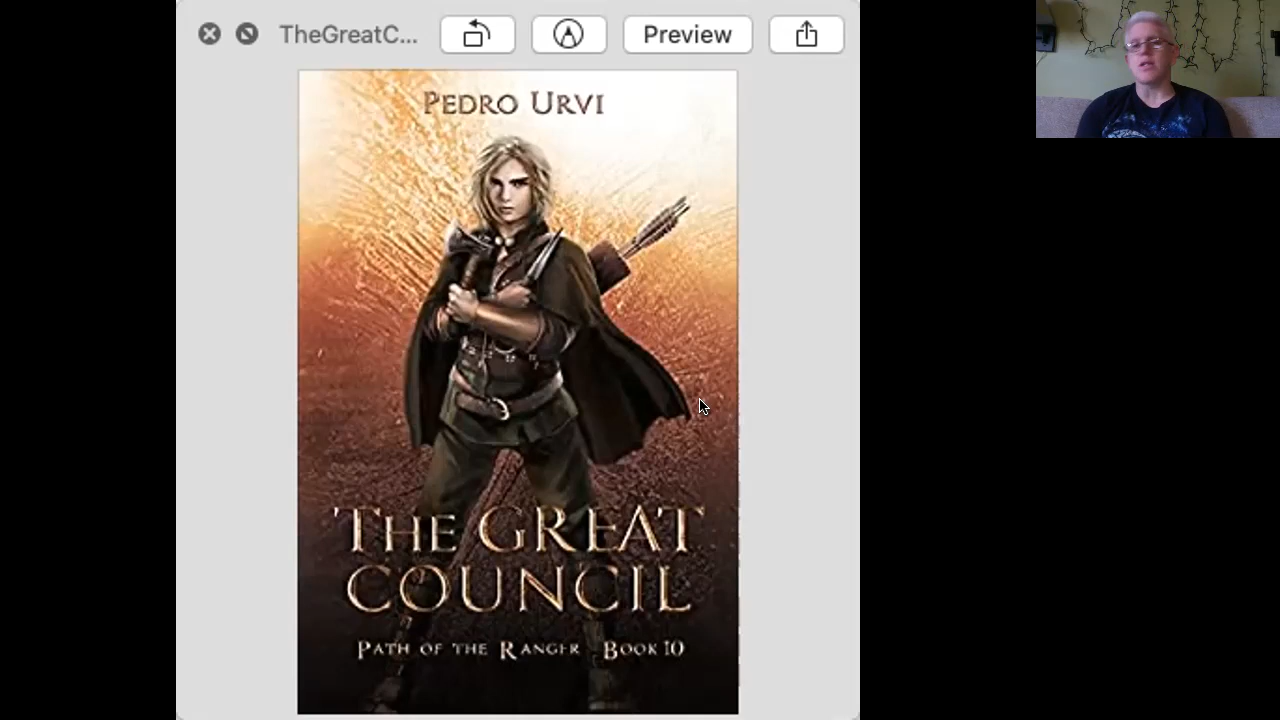 TheGreatC...
Preview
PEDRO URVI
THE GREAT
COUNCIL
PATH OF THE RANGER BOOK 10